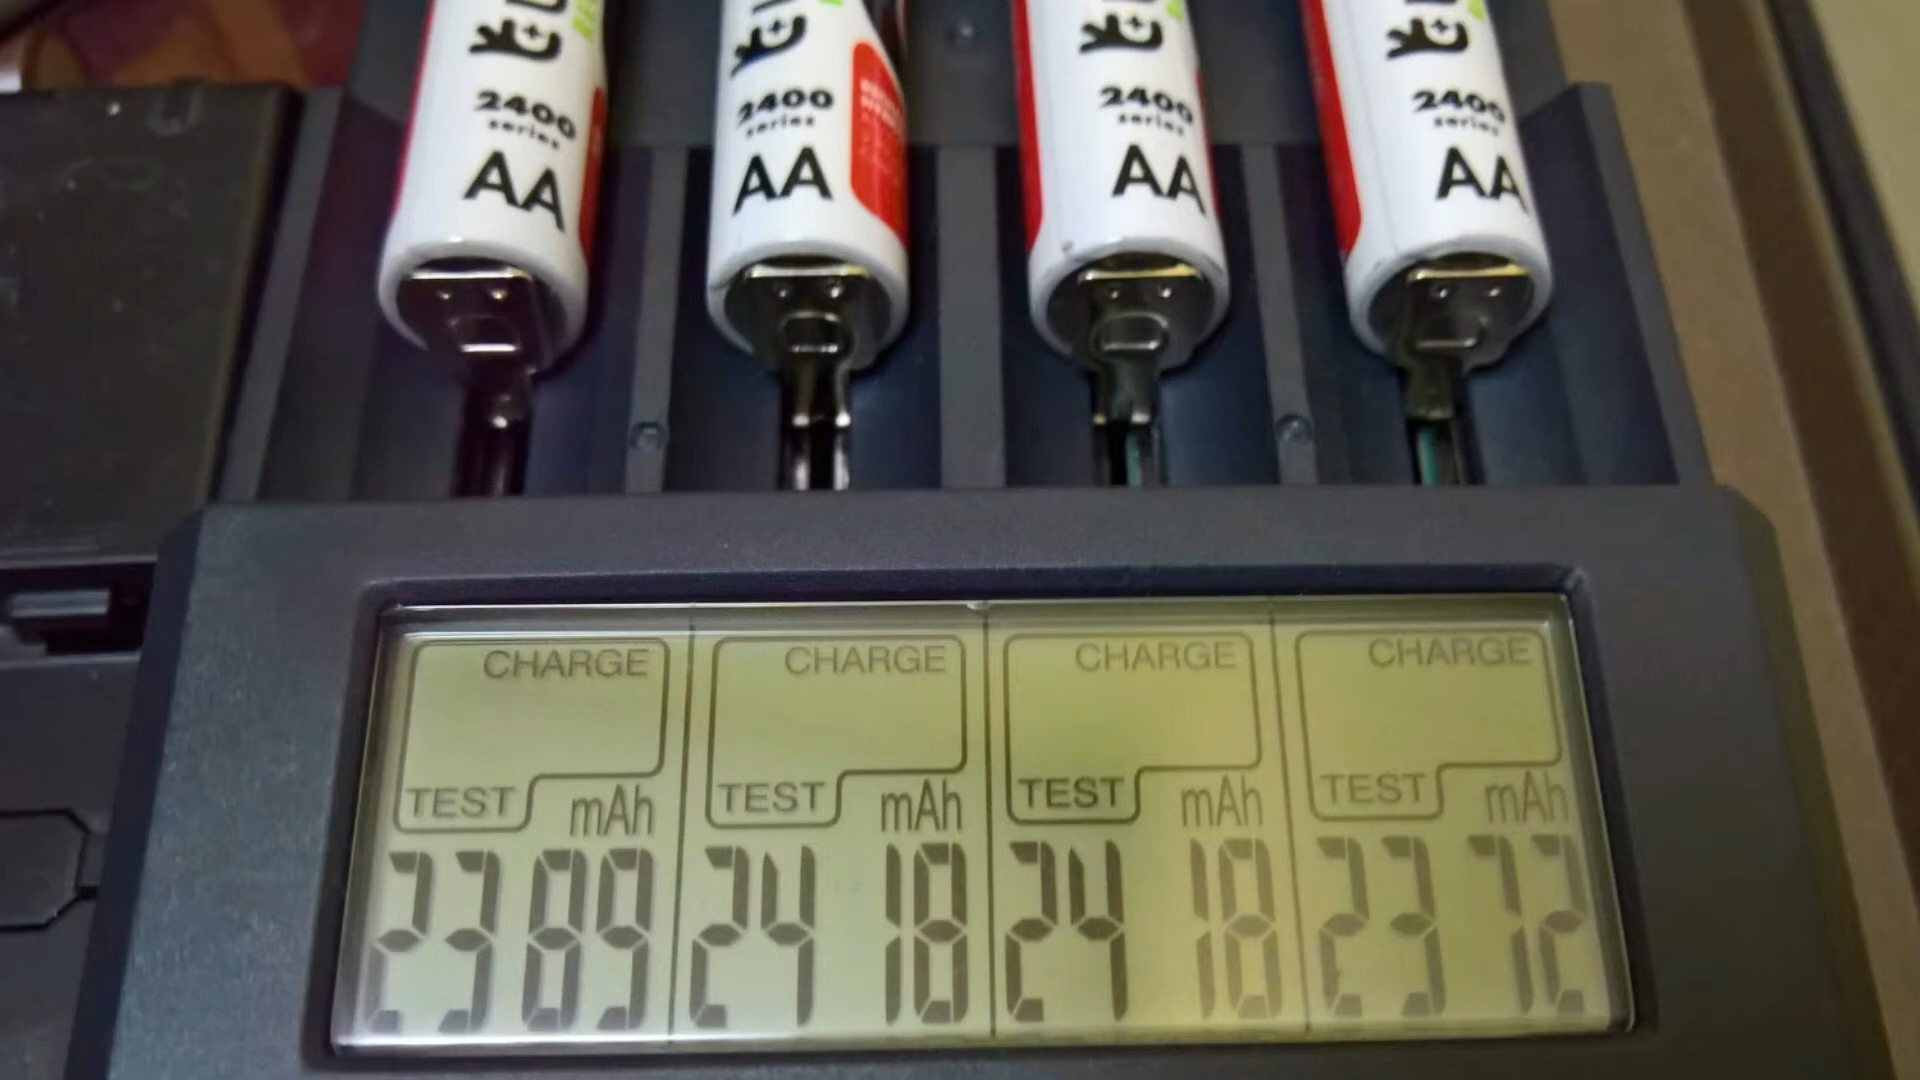 2400
series
AA
2400
series
AA
2400
series
AA
2400
series
AA
CHARGE
TEST
mAh
2389
CHARGE
TEST
mAh
2418
CHARGE
TEST
mAh
2418
CHARGE
TEST
mAh
2372